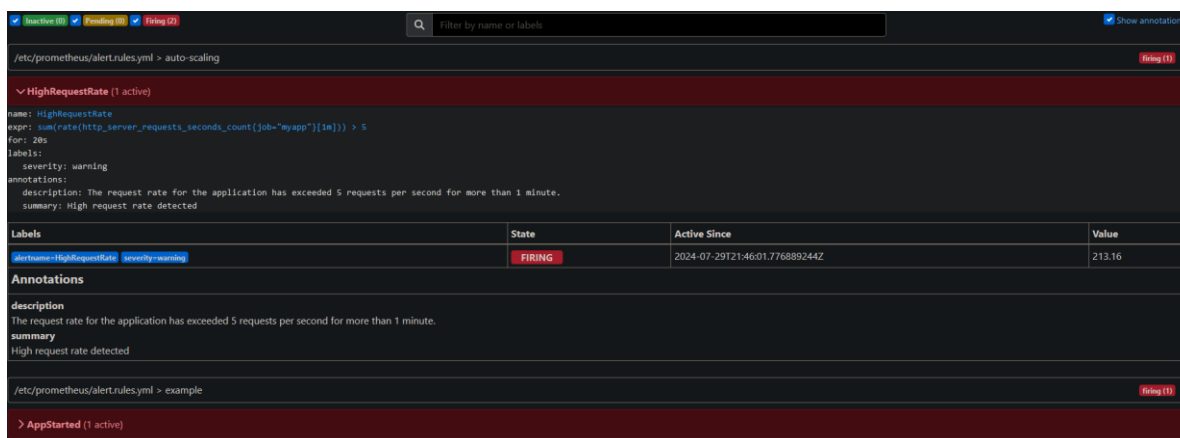 Inactive (0) Pending (0) Firing (2)
Filter by name or labels
Show annotation
/etc/prometheus/alert.rules.yml > auto-scaling
firing (1)
HighRequestRate (1 active)
name: HighRequestRate
expr: sum(rate(http_server_requests_seconds_count{job="myapp"}[1m])) > 5
for: 20s
labels:
severity: warning
annotations:
description: The request rate for the application has exceeded 5 requests per second for more than 1 minute.
summary: High request rate detected
Labels State Active Since Value
alertname=HighRequestRate severity=warning FIRING 2024-07-29T21:46:01.776889244Z 213.16
Annotations
description
The request rate for the application has exceeded 5 requests per second for more than 1 minute.
summary
High request rate detected
/etc/prometheus/alert.rules.yml > example
firing (1)
AppStarted (1 active)